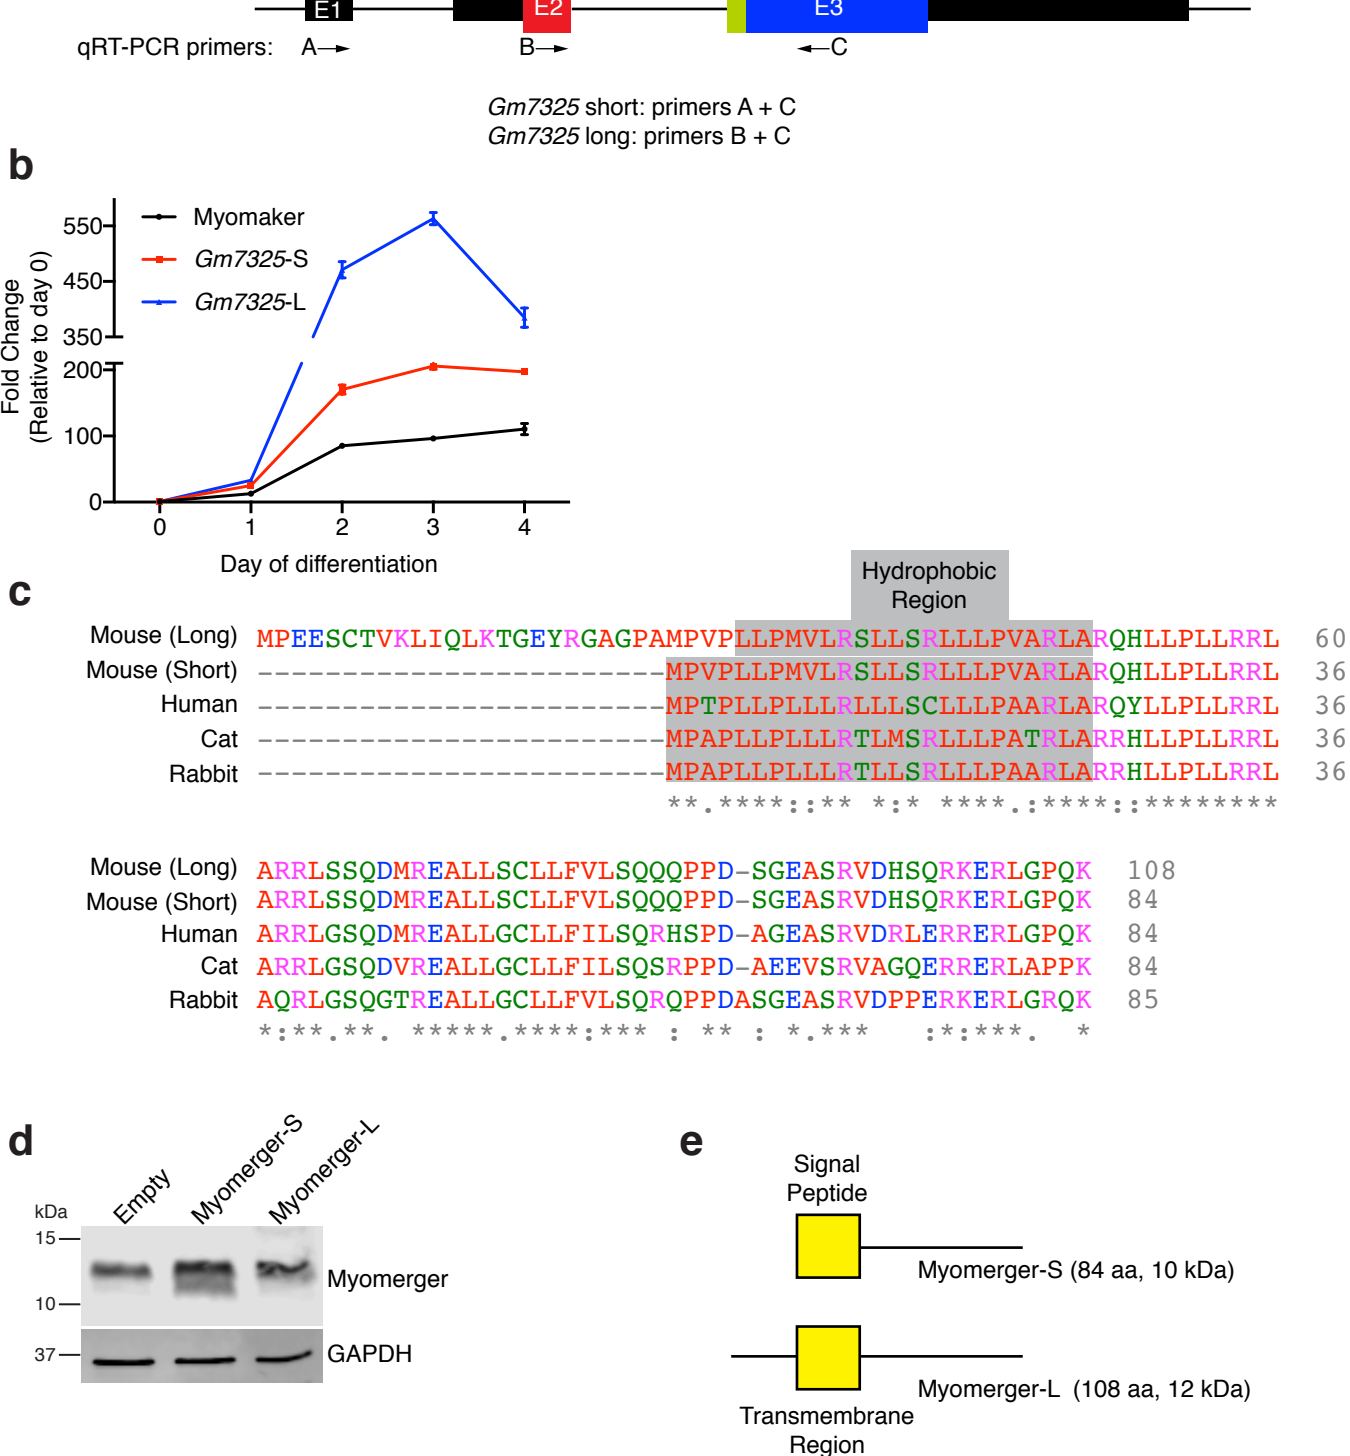 E1 E2 E3
qRT-PCR primers: A B C
Gm7325 short: primers A + C
Gm7325 long: primers B + C
b
Fold Change
(Relative to day 0)
550
450
350
200
100
0
Myomaker
Gm7325-S
Gm7325-L
0 1 2 3 4
Day of differentiation
c
Hydrophobic
Region
Mouse (Long) MPEESCTVKLIQLKTGEYRGAGPAMPVPLLPMVLRSLLSRLLLPVARLARQHLLPLLRRL 60
Mouse (Short) ------------------------MPVPLLPMVLRSLLSRLLLPVARLARQHLLPLLRRL 36
Human ------------------------MPTPLLPLLLRLLLSCLLLPAARLARQYLLPLLRRL 36
Cat ------------------------MPAPLLPLLLRTLMSRLLLPATRLARRHLLPLLRRL 36
Rabbit ------------------------MPAPLLPLLLRTLLSRLLLPAARLARRHLLPLLRRL 36
**.****::** *:* ****.:****::********
Mouse (Long) ARRLSSQDMREALLSCLLFVLSQQQPPD-SGEASRVDHSQRKERLGPQK 108
Mouse (Short) ARRLSSQDMREALLSCLLFVLSQQQPPD-SGEASRVDHSQRKERLGPQK 84
Human ARRLGSQDMREALLGCLLFILSQRHSPD-AGEASRVDRLERRERLGPQK 84
Cat ARRLGSQDVREALLGCLLFILSQSRPPD-AEEVSRVAGQERRERLAPPK 84
Rabbit AQRLGSQGTREALLGCLLFVLSQRQPPDASGEASRVDPPERKERLGRQK 85
*:**.**. *****.****:*** : ** : *.*** :*:***. *
d
Empty Myomerger-S Myomerger-L
kDa
15
10
37
Myomerger
GAPDH
e
Signal
Peptide
Myomerger-S (84 aa, 10 kDa)
Myomerger-L (108 aa, 12 kDa)
Transmembrane
Region